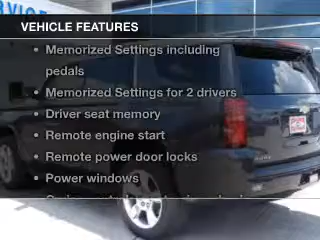 SERVICE
VEHICLE FEATURES
• Memorized Settings including
pedals
• Memorized Settings for 2 drivers
• Driver seat memory
• Remote engine start
• Remote power door locks
• Power windows